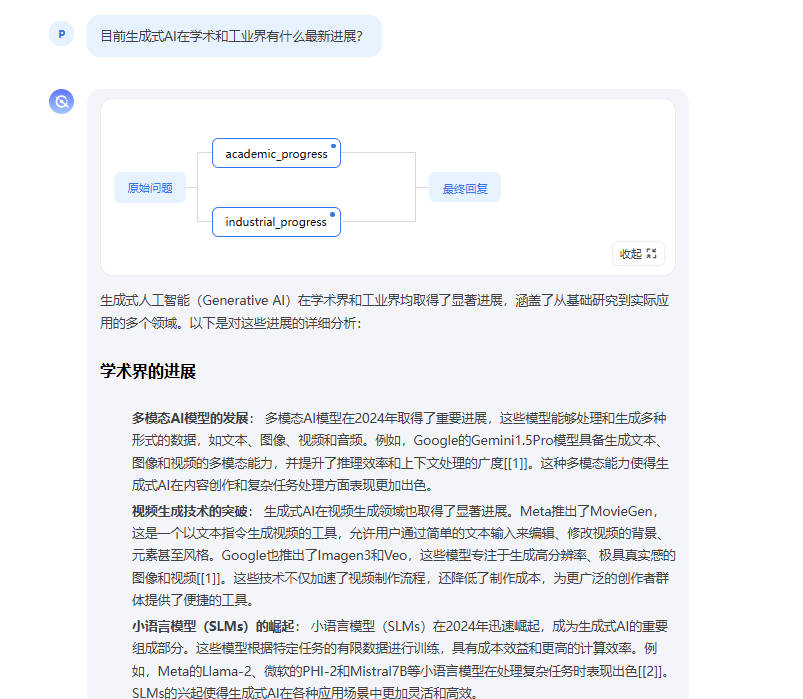 P
目前生成式AI在学术和工业界有什么最新进展?
academic_progress
原始问题
最终回复
industrial_progress
收起
生成式人工智能（Generative AI）在学术界和工业界均取得了显著进展，涵盖了从基础研究到实际应
用的多个领域。以下是对这些进展的详细分析：
学术界的进展
多模态AI模型的发展： 多模态AI模型在2024年取得了重要进展，这些模型能够处理和生成多种
形式的数据，如文本、图像、视频和音频。例如，Google的Gemini1.5Pro模型具备生成文本、
图像和视频的多模态能力，并提升了推理效率和上下文处理的广度[[1]]。这种多模态能力使得生
成式AI在内容创作和复杂任务处理方面表现更加出色。
视频生成技术的突破： 生成式AI在视频生成领域也取得了显著进展。Meta推出了MovieGen，
这是一个以文本指令生成视频的工具，允许用户通过简单的文本输入来编辑、修改视频的背景、
元素甚至风格。Google也推出了Imagen3和Veo，这些模型专注于生成高分辨率、极具真实感的
图像和视频[[1]]。这些技术不仅加速了视频制作流程，还降低了制作成本，为更广泛的创作者群
体提供了便捷的工具。
小语言模型（SLMs）的崛起： 小语言模型（SLMs）在2024年迅速崛起，成为生成式AI的重要
组成部分。这些模型根据特定任务的有限数据进行训练，具有成本效益和更高的计算效率。例
如，Meta的Llama-2、微软的PHI-2和Mistral7B等小语言模型在处理复杂任务时表现出色[[2]]。
SLMs的兴起使得生成式AI在各种应用场景中更加灵活和高效。